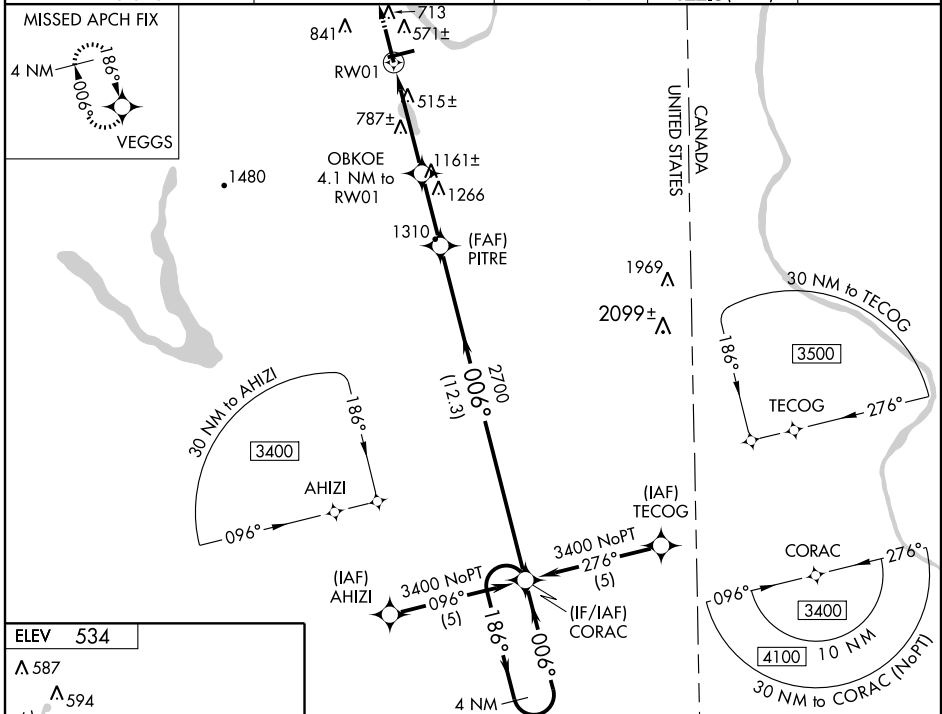 MISSED APCH FIX
4 NM
186°
006°
VEGGS
841
713
571±
RW01
515±
787±
OBKOE
4.1 NM to
RW01
1161±
1266
1480
1310
(FAF)
PITRE
CANADA
UNITED STATES
1969
2099±
30 NM to TECOG
186°
3500
TECOG
276°
2700
006°
(12.3)
30 NM to AHIZI
186°
3400
AHIZI
096°
(IAF)
TECOG
3400 NoPT
276°
(5)
(IAF)
AHIZI
3400 NoPT
096°
(5)
(IF/IAF)
CORAC
186°
006°
4 NM
CORAC
276°
096°
3400
10 NM
4100
30 NM to CORAC (NoPT)
ELEV 534
587
594